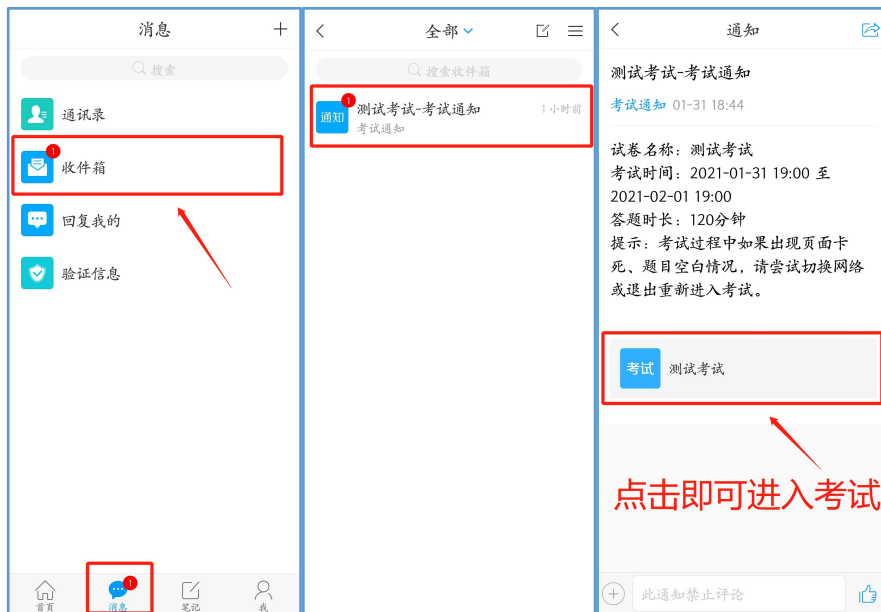 消息
搜索
通讯录
1
收件箱
回复我的
验证信息
首页
1
消息
笔记
我
全部
搜索收件箱
通知
1
测试考试-考试通知
1小时前
考试通知
通知
测试考试-考试通知
考试通知 01-31 18:44
试卷名称：测试考试
考试时间：2021-01-31 19:00 至
2021-02-01 19:00
答题时长：120分钟
提示：考试过程中如果出现页面卡
死、题目空白情况，请尝试切换网络
或退出重新进入考试。
考试 测试考试
点击即可进入考试
此通知禁止评论